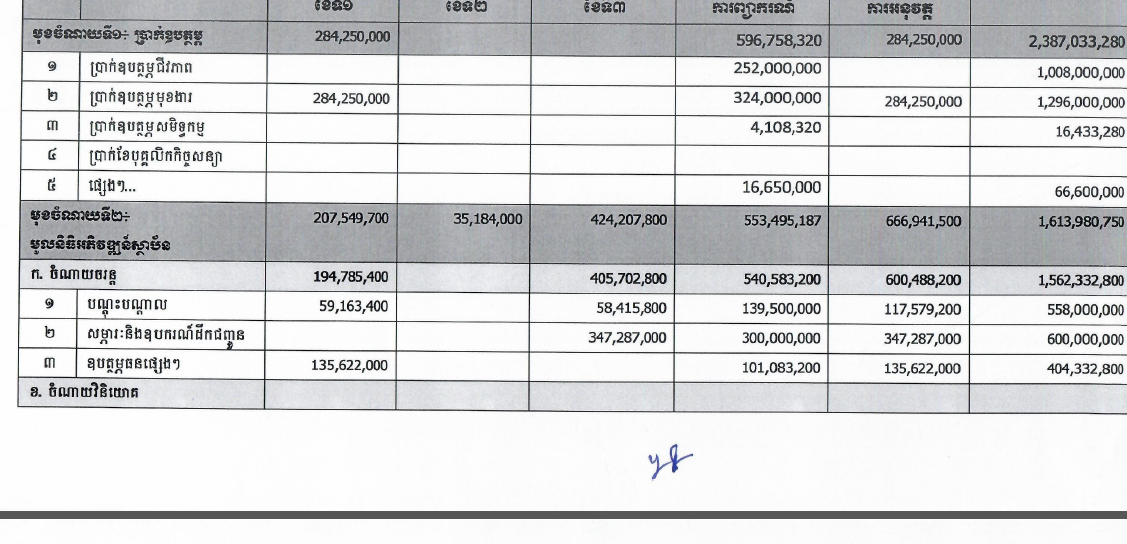 ខែទី១ ខែទី២ ខែទី៣ ការព្យាករណ៍ ការអនុវត្ត
មុខចំណាយទី១÷ ប្រាក់ឧបត្ថម្ភ 284,250,000 596,758,320 284,250,000 2,387,033,280
១ ប្រាក់ឧបត្ថម្ភជីវភាព 252,000,000 1,008,000,000
២ ប្រាក់ឧបត្ថម្ភមុខងារ 284,250,000 324,000,000 284,250,000 1,296,000,000
៣ ប្រាក់ឧបត្ថម្ភសមិទ្ធកម្ម 4,108,320 16,433,280
៤ ប្រាក់ខែបុគ្គលិកកិច្ចសន្យា
៥ ផ្សេងៗ... 16,650,000 66,600,000
មុខចំណាយទី២÷ 207,549,700 35,184,000 424,207,800 553,495,187 666,941,500 1,613,980,750
មូលនិធិអភិវឌ្ឍន៍ស្ថាប័ន
ក. ចំណាយចរន្ត 194,785,400 405,702,800 540,583,200 600,488,200 1,562,332,800
១ បណ្តុះបណ្តាល 59,163,400 58,415,800 139,500,000 117,579,200 558,000,000
២ សម្ភារៈនិងឧបករណ៍ដឹកជញ្ជូន 347,287,000 300,000,000 347,287,000 600,000,000
៣ ឧបត្ថម្ភធនផ្សេងៗ 135,622,000 101,083,200 135,622,000 404,332,800
ខ. ចំណាយវិនិយោគ